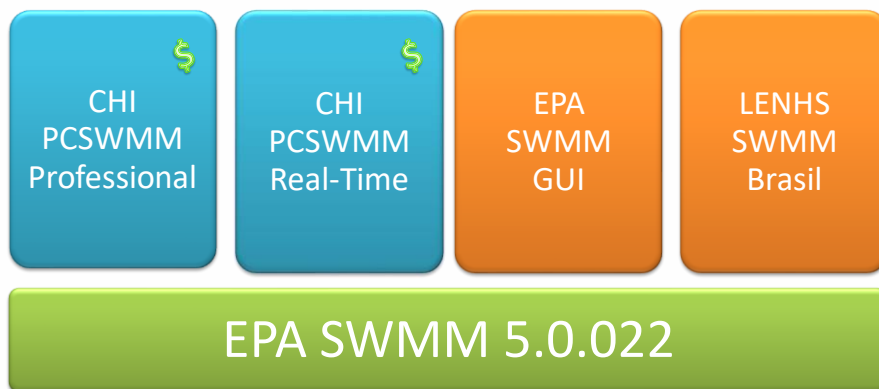 $
CHI
PCSWMM
Professional
$
CHI
PCSWMM
Real-Time
EPA
SWMM
GUI
LENHS
SWMM
Brasil
EPA SWMM 5.0.022